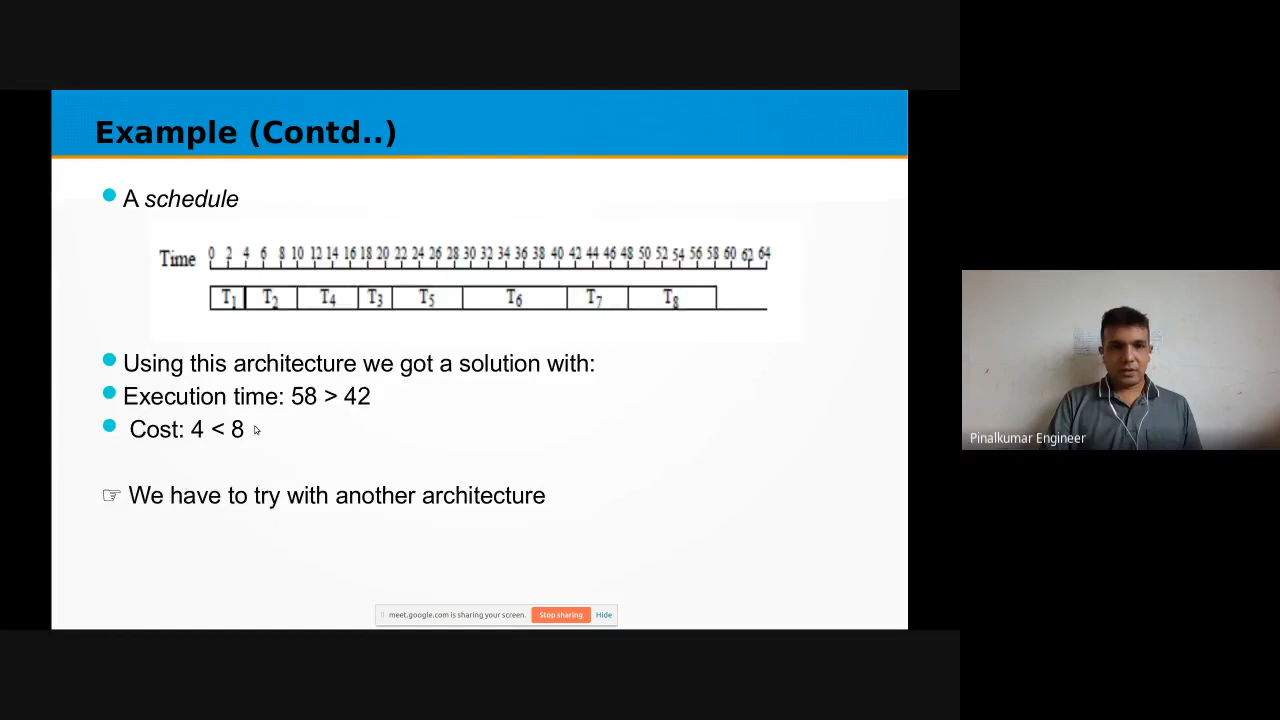 Example (Contd..)
A schedule
Time 0 2 4 6 8 10 12 14 16 18 20 22 24 26 28 30 32 34 36 38 40 42 44 46 48 50 52 54 56 58 60 62 64
T1 T2 T4 T3 T5 T6 T7 T8
Using this architecture we got a solution with:
Execution time: 58 > 42
Cost: 4 < 8
☞ We have to try with another architecture
meet.google.com is sharing your screen. Stop sharing Hide
Pinalkumar Engineer